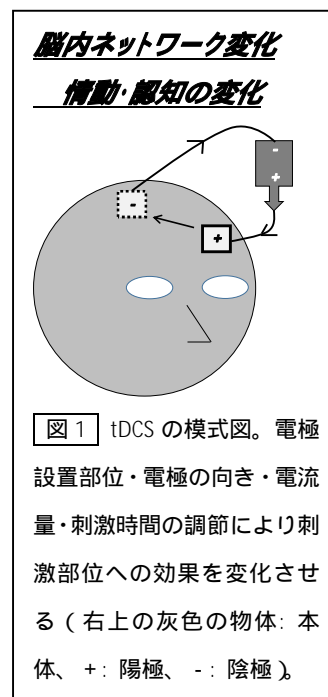 脳内ネットワーク変化
情動・認知の変化
-
+
-
+
図1 tDCS の模式図。電極
設置部位・電極の向き・電流
量・刺激時間の調節により刺
激部位への効果を変化させ
る（右上の灰色の物体: 本
体、+: 陽極、-: 陰極）。